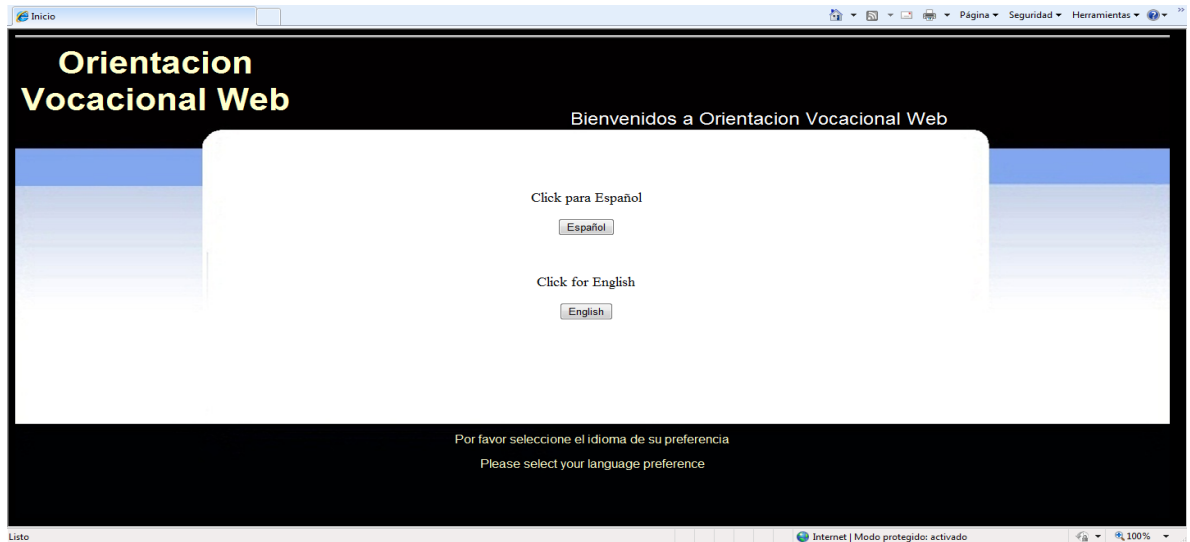 Inicio
Página Seguridad Herramientas
Orientacion
Vocacional Web
Bienvenidos a Orientacion Vocacional Web
Click para Español
Español
Click for English
English
Por favor seleccione el idioma de su preferencia
Please select your language preference
Listo
Internet | Modo protegido: activado
100%